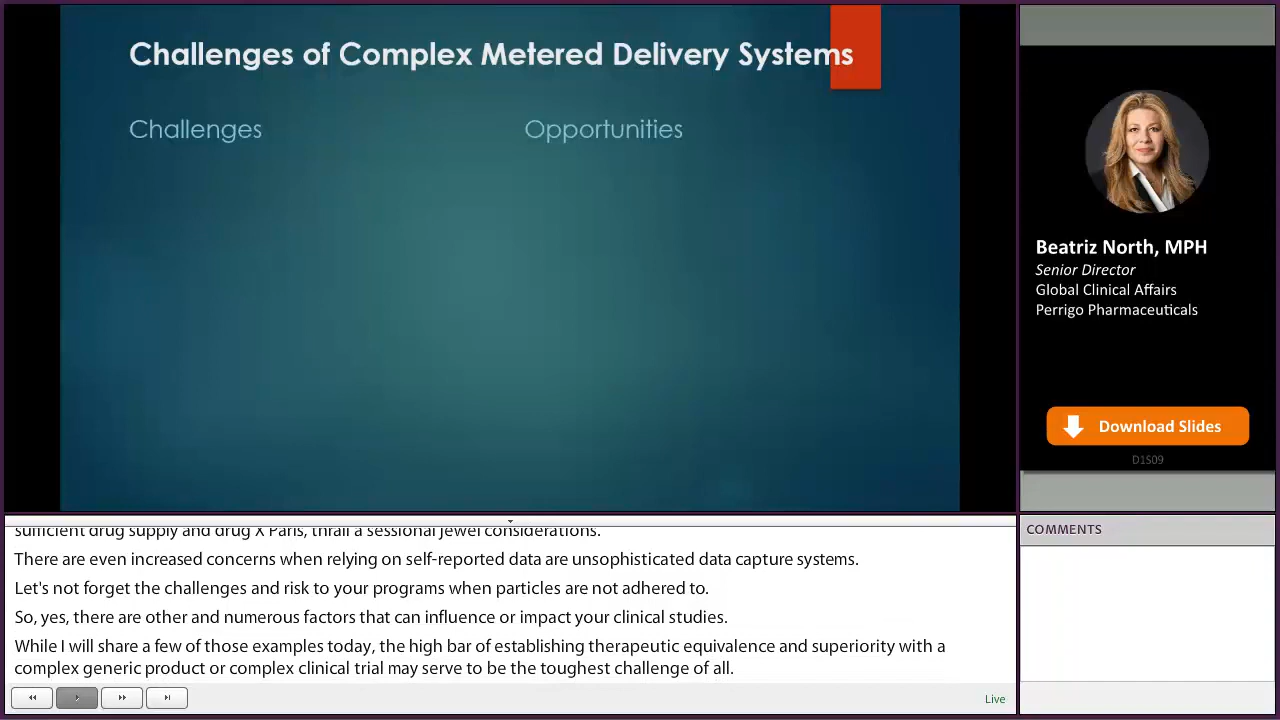 Challenges of Complex Metered Delivery Systems
Challenges
Opportunities
Beatriz North, MPH
Senior Director
Global Clinical Affairs
Perrigo Pharmaceuticals
Download Slides
D1S09
sufficient drug supply and drug X Paris, thrall a sessional jewel considerations.
There are even increased concerns when relying on self-reported data are unsophisticated data capture systems.
Let's not forget the challenges and risk to your programs when particles are not adhered to.
So, yes, there are other and numerous factors that can influence or impact your clinical studies.
While I will share a few of those examples today, the high bar of establishing therapeutic equivalence and superiority with a
complex generic product or complex clinical trial may serve to be the toughest challenge of all.
Live
COMMENTS